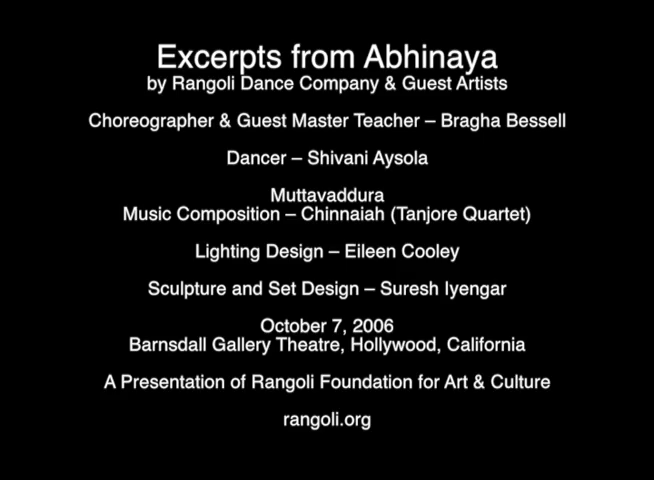 Excerpts from Abhinaya
by Rangoli Dance Company & Guest Artists
Choreographer & Guest Master Teacher – Bragha Bessell
Dancer – Shivani Aysola
Muttavaddura
Music Composition – Chinnaiah (Tanjore Quartet)
Lighting Design – Eileen Cooley
Sculpture and Set Design – Suresh Iyengar
October 7, 2006
Barnsdall Gallery Theatre, Hollywood, California
A Presentation of Rangoli Foundation for Art & Culture
rangoli.org